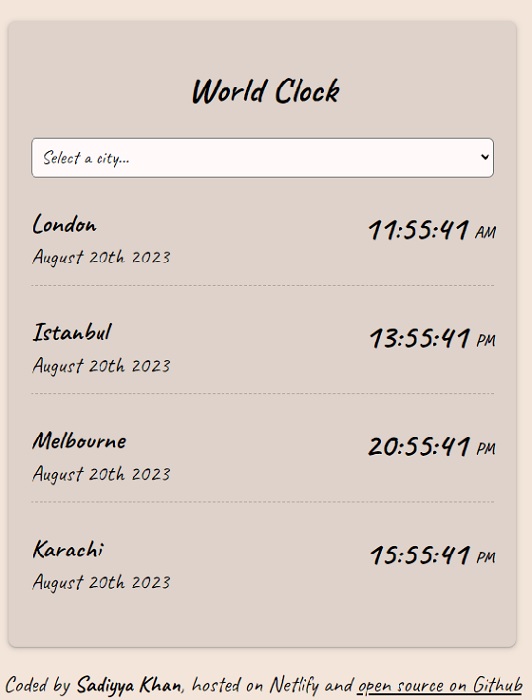 World Clock
Select a city...
London
11:55:41 AM
August 20th 2023
Istanbul
13:55:41 PM
August 20th 2023
Melbourne
20:55:41 PM
August 20th 2023
Karachi
15:55:41 PM
August 20th 2023
Coded by Sadiyya Khan, hosted on Netlify and open source on Github